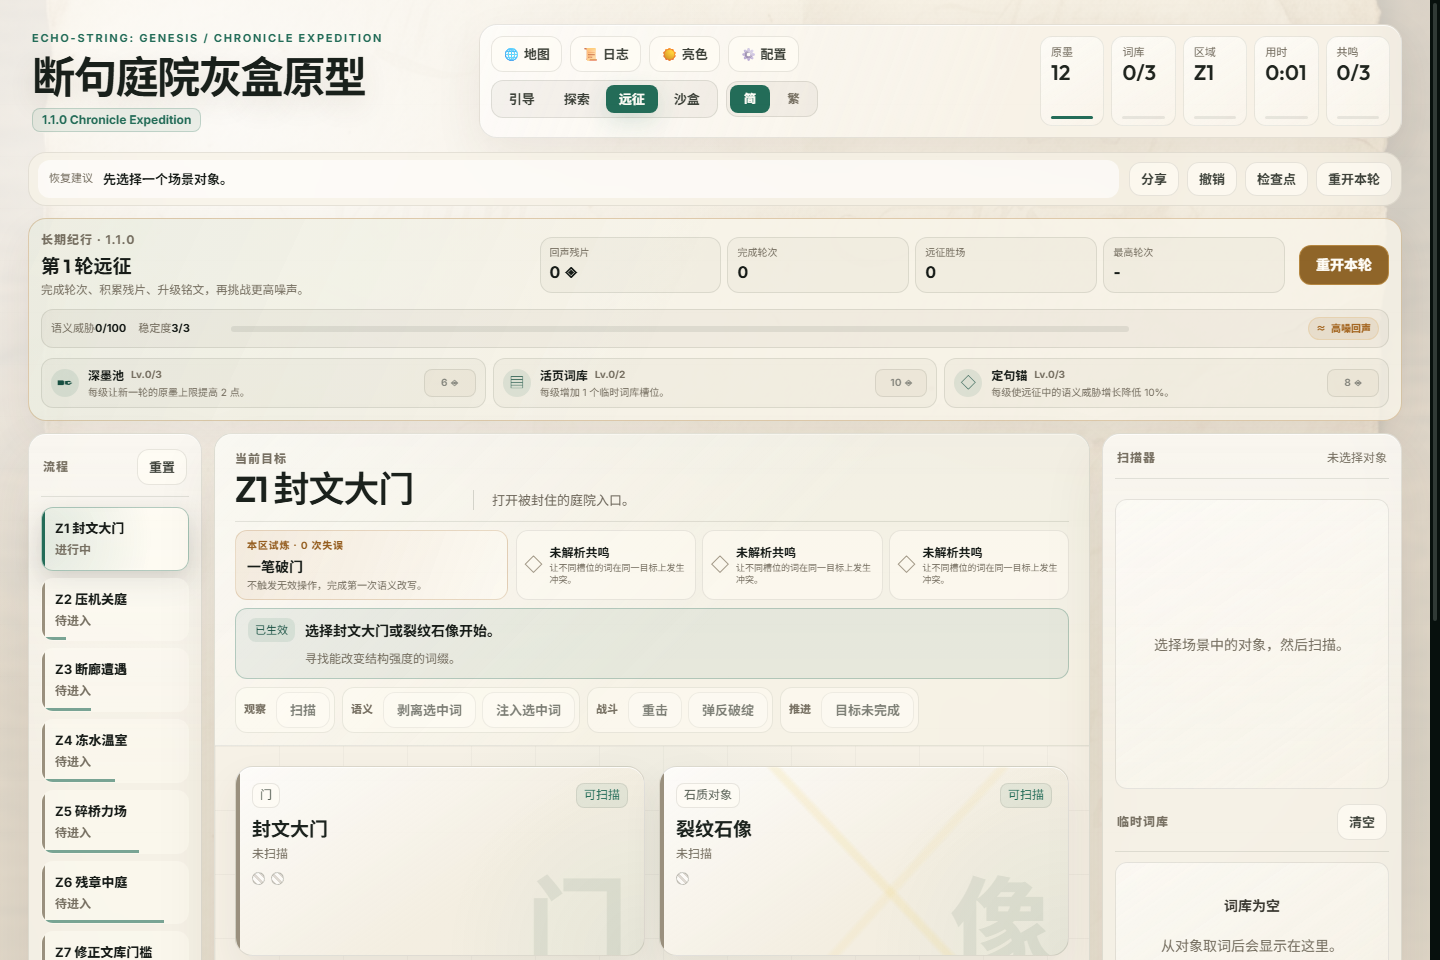 ECHO-STRING: GENESIS / CHRONICLE EXPEDITION
断句庭院灰盒原型
1.1.0 Chronicle Expedition
地图
日志
亮色
配置
引导
探索
远征
沙盒
简
繁
原墨
12
词库
0/3
区域
Z1
用时
0:01
共鸣
0/3
恢复建议
先选择一个场景对象。
分享
撤销
检查点
重开本轮
长期纪行 · 1.1.0
第1轮远征
完成轮次、积累残片、升级铭文，再挑战更高噪声。
回声残片
0 ◈
完成轮次
0
远征胜场
0
最高轮次
-
重开本轮
语义威胁0/100 稳定度3/3
≈ 高噪回声
深墨池 Lv.0/3
每级让新一轮的原墨上限提高 2 点。
6 ◈
活页词库 Lv.0/2
每级增加 1 个临时词库槽位。
10 ◈
定句锚 Lv.0/3
每级使远征中的语义威胁增长降低 10%。
8 ◈
流程
重置
Z1 封文大门
进行中
Z2 压机关庭
待进入
Z3 断廊遭遇
待进入
Z4 冻水温室
待进入
Z5 碎桥力场
待进入
Z6 残章中庭
待进入
Z7 修正文库门槛
当前目标
Z1 封文大门
打开被封住的庭院入口。
本区试炼 · 0 次失误
一笔破门
不触发无效操作，完成第一次语义改写。
未解析共鸣
让不同槽位的词在同一目标上发生
冲突。
未解析共鸣
让不同槽位的词在同一目标上发生
冲突。
未解析共鸣
让不同槽位的词在同一目标上发生
冲突。
已生效
选择封文大门或裂纹石像开始。
寻找能改变结构强度的词缀。
观察
扫描
语义
剥离选中词
注入选中词
战斗
重击
弹反破绽
推进
目标未完成
门
可扫描
封文大门
未扫描
门
石质对象
可扫描
裂纹石像
未扫描
像
扫描器
未选择对象
选择场景中的对象，然后扫描。
临时词库
清空
词库为空
从对象取词后会显示在这里。